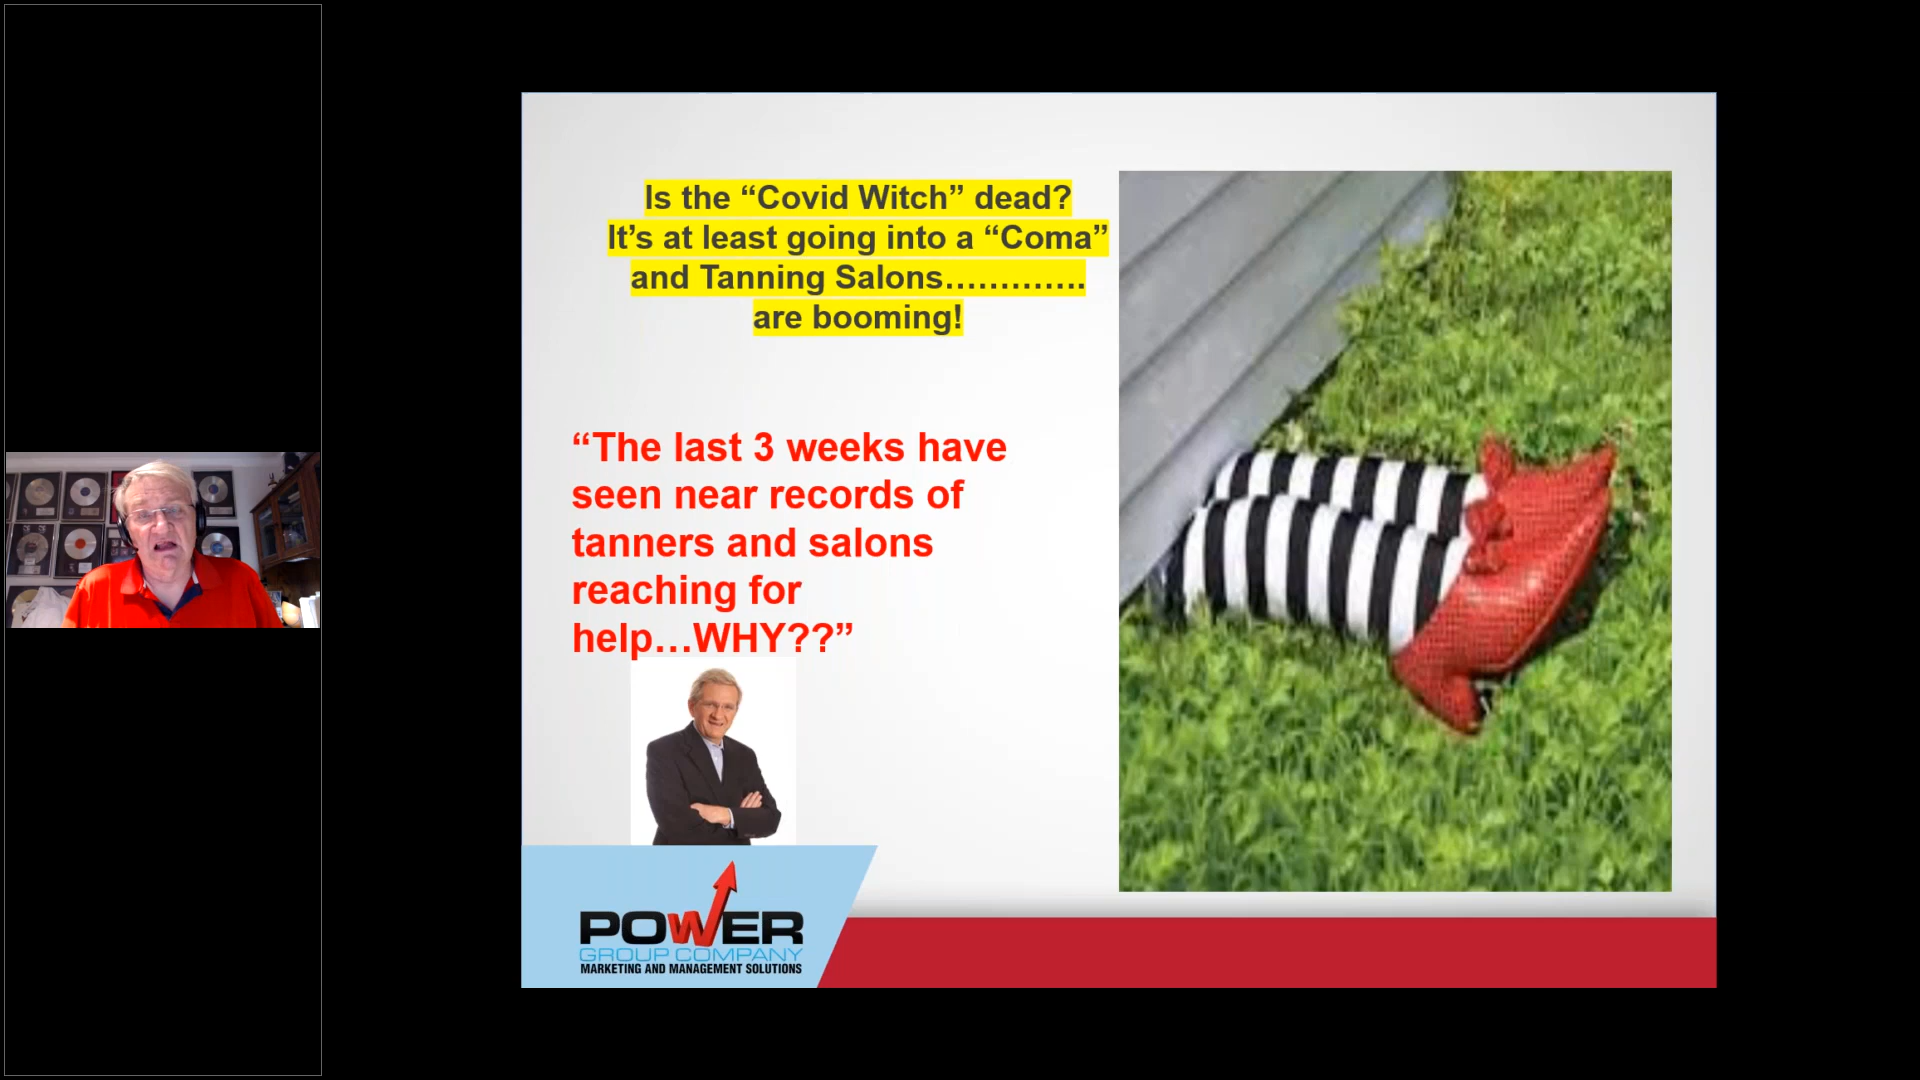 Is the “Covid Witch” dead?
It’s at least going into a “Coma”
and Tanning Salons………….
are booming!
“The last 3 weeks have
seen near records of
tanners and salons
reaching for
help…WHY??”
POWER
GROUP COMPANY
MARKETING AND MANAGEMENT SOLUTIONS